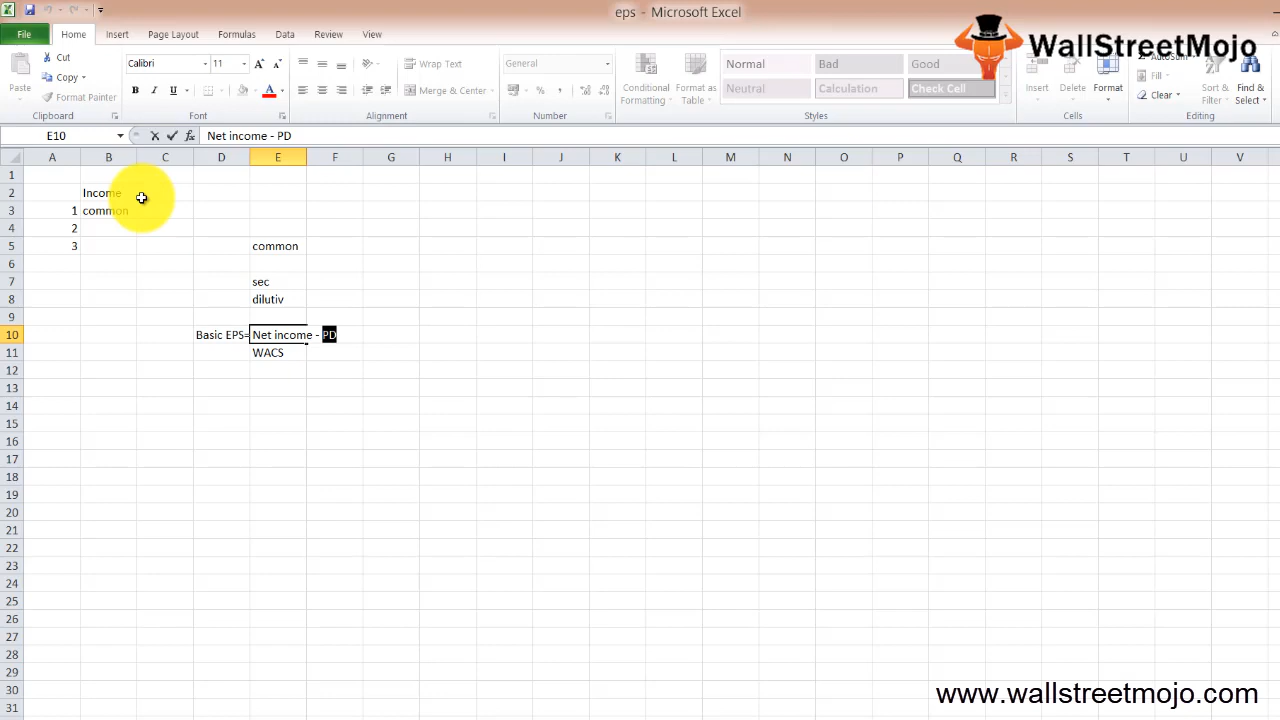 eps - Microsoft Excel
WallStreetMojo
File Home Insert Page Layout Formulas Data Review View
Paste Cut Copy Format Painter
Clipboard
Calibri 11 A A
B I U A
Font
Wrap Text
Merge & Center
Alignment
General
% ,
Number
Conditional Formatting
Format as Table
Normal Bad Good
Neutral Calculation Check Cell
Styles
Insert Delete Format
Cells
AutoSum
Fill
Clear
Sort & Filter
Find & Select
Editing
E10 fx Net income - PD
A B C D E F G H I J K L M N O P Q R S T U V
1
2 Income
3 1 common
4 2
5 3 common
6
7 sec
8 dilutiv
9
10 Basic EPS= Net income - PD
11 WACS
12
13
14
15
16
17
18
19
20
21
22
23
24
25
26
27
28
29
30
31
www.wallstreetmojo.com